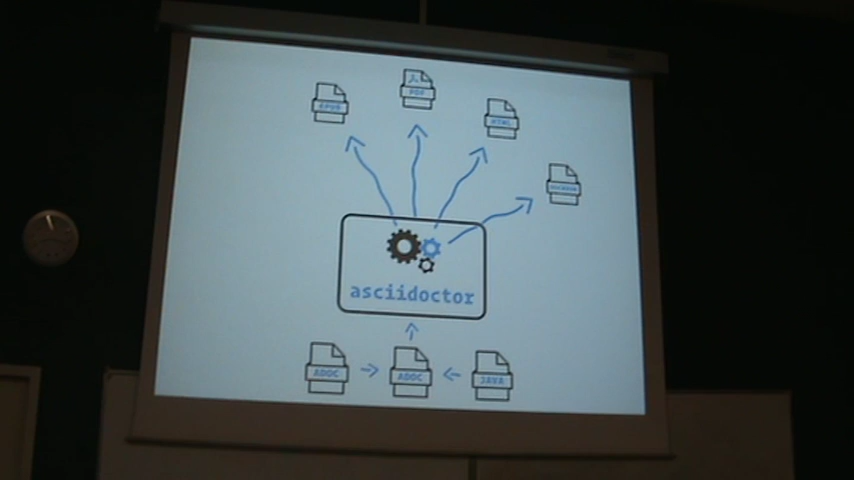 PDF
EPUB
HTML
asciidoctor
ADOC
ADOC
JAVA